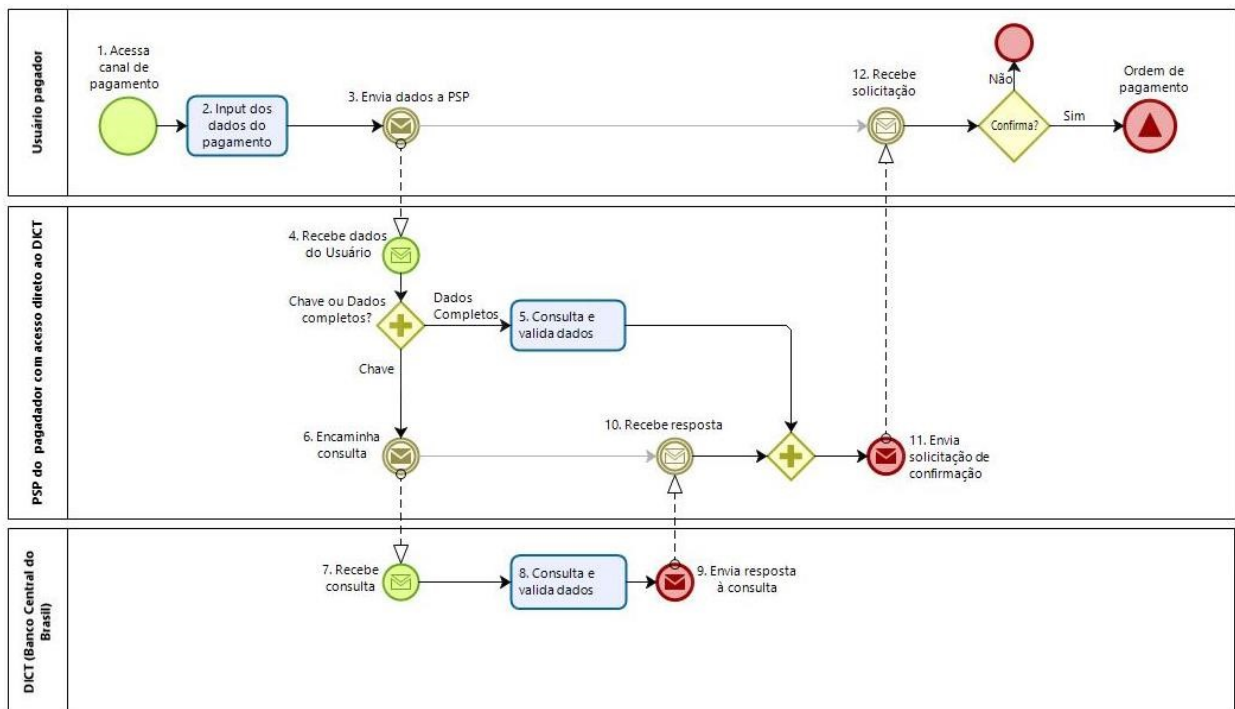 Usuário pagador
1. Acessa
canal de
pagamento
2. Input dos
dados do
pagamento
3. Envia dados a PSP
12. Recebe
solicitação
Não
Confirma?
Sim
Ordem de
pagamento
PSP do pagadador com acesso direto ao DICT
4. Recebe dados
do Usuário
Chave ou Dados
completos?
Dados
Completos
5. Consulta e
valida dados
Chave
6. Encaminha
consulta
10. Recebe resposta
11. Envia
solicitação de
confirmação
DICT (Banco Central do
Brasil)
7. Recebe
consulta
8. Consulta e
valida dados
9. Envia resposta
à consulta